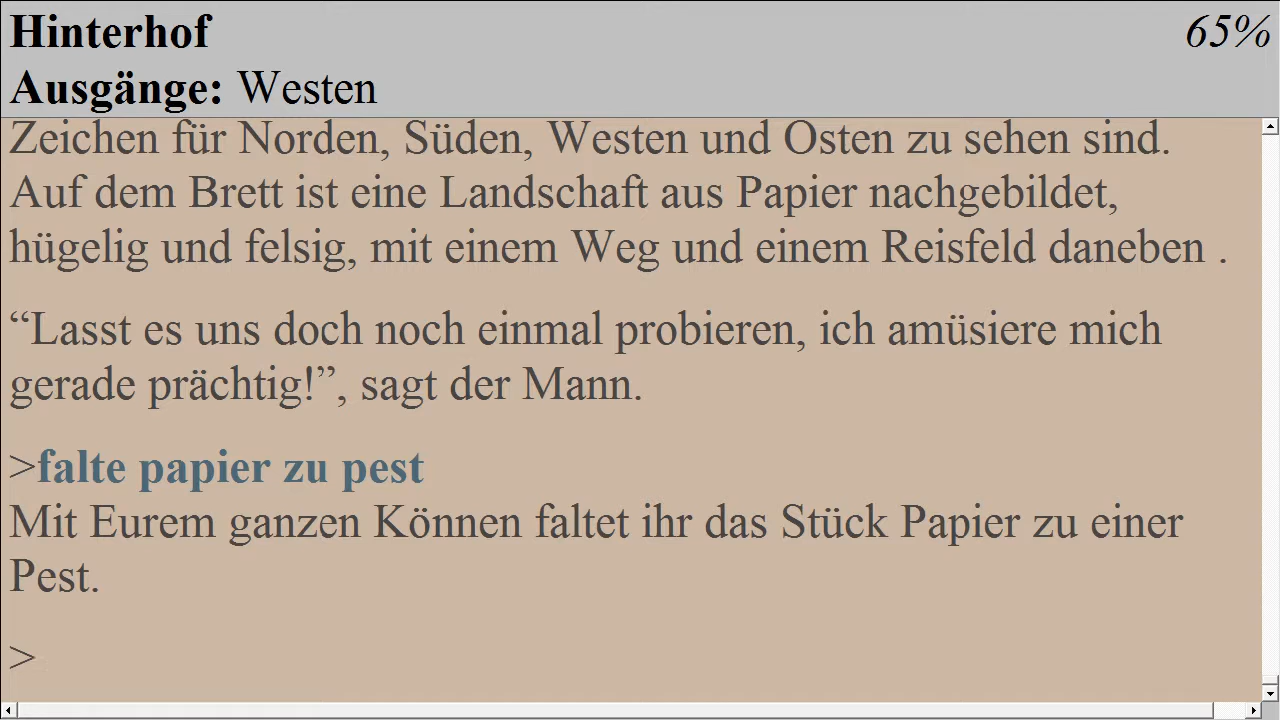 Hinterhof 65%
Ausgänge: Westen
Zeichen für Norden, Süden, Westen und Osten zu sehen sind.
Auf dem Brett ist eine Landschaft aus Papier nachgebildet,
hügelig und felsig, mit einem Weg und einem Reisfeld daneben .
“Lasst es uns doch noch einmal probieren, ich amüsiere mich
gerade prächtig!”, sagt der Mann.
>falte papier zu pest
Mit Eurem ganzen Können faltet ihr das Stück Papier zu einer
Pest.
>